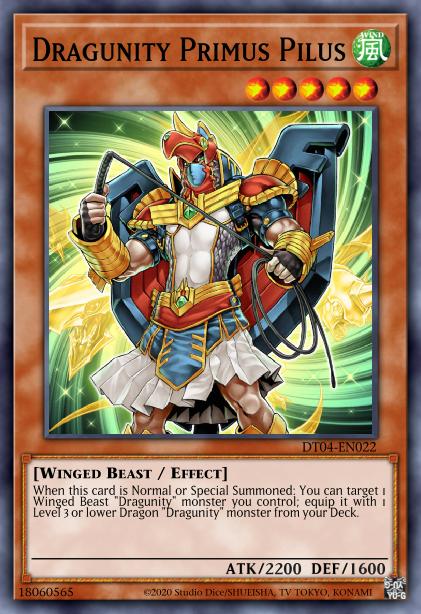 DRAGUNITY PRIMUS PILUS
WIND
風
DT04-EN022
[WINGED BEAST / EFFECT]
When this card is Normal or Special Summoned: You can target 1
Winged Beast "Dragunity" monster you control; equip it with 1
Level 3 or lower Dragon "Dragunity" monster from your Deck.
ATK/2200 DEF/1600
18060565
©2020 Studio Dice/SHUEISHA, TV TOKYO, KONAMI